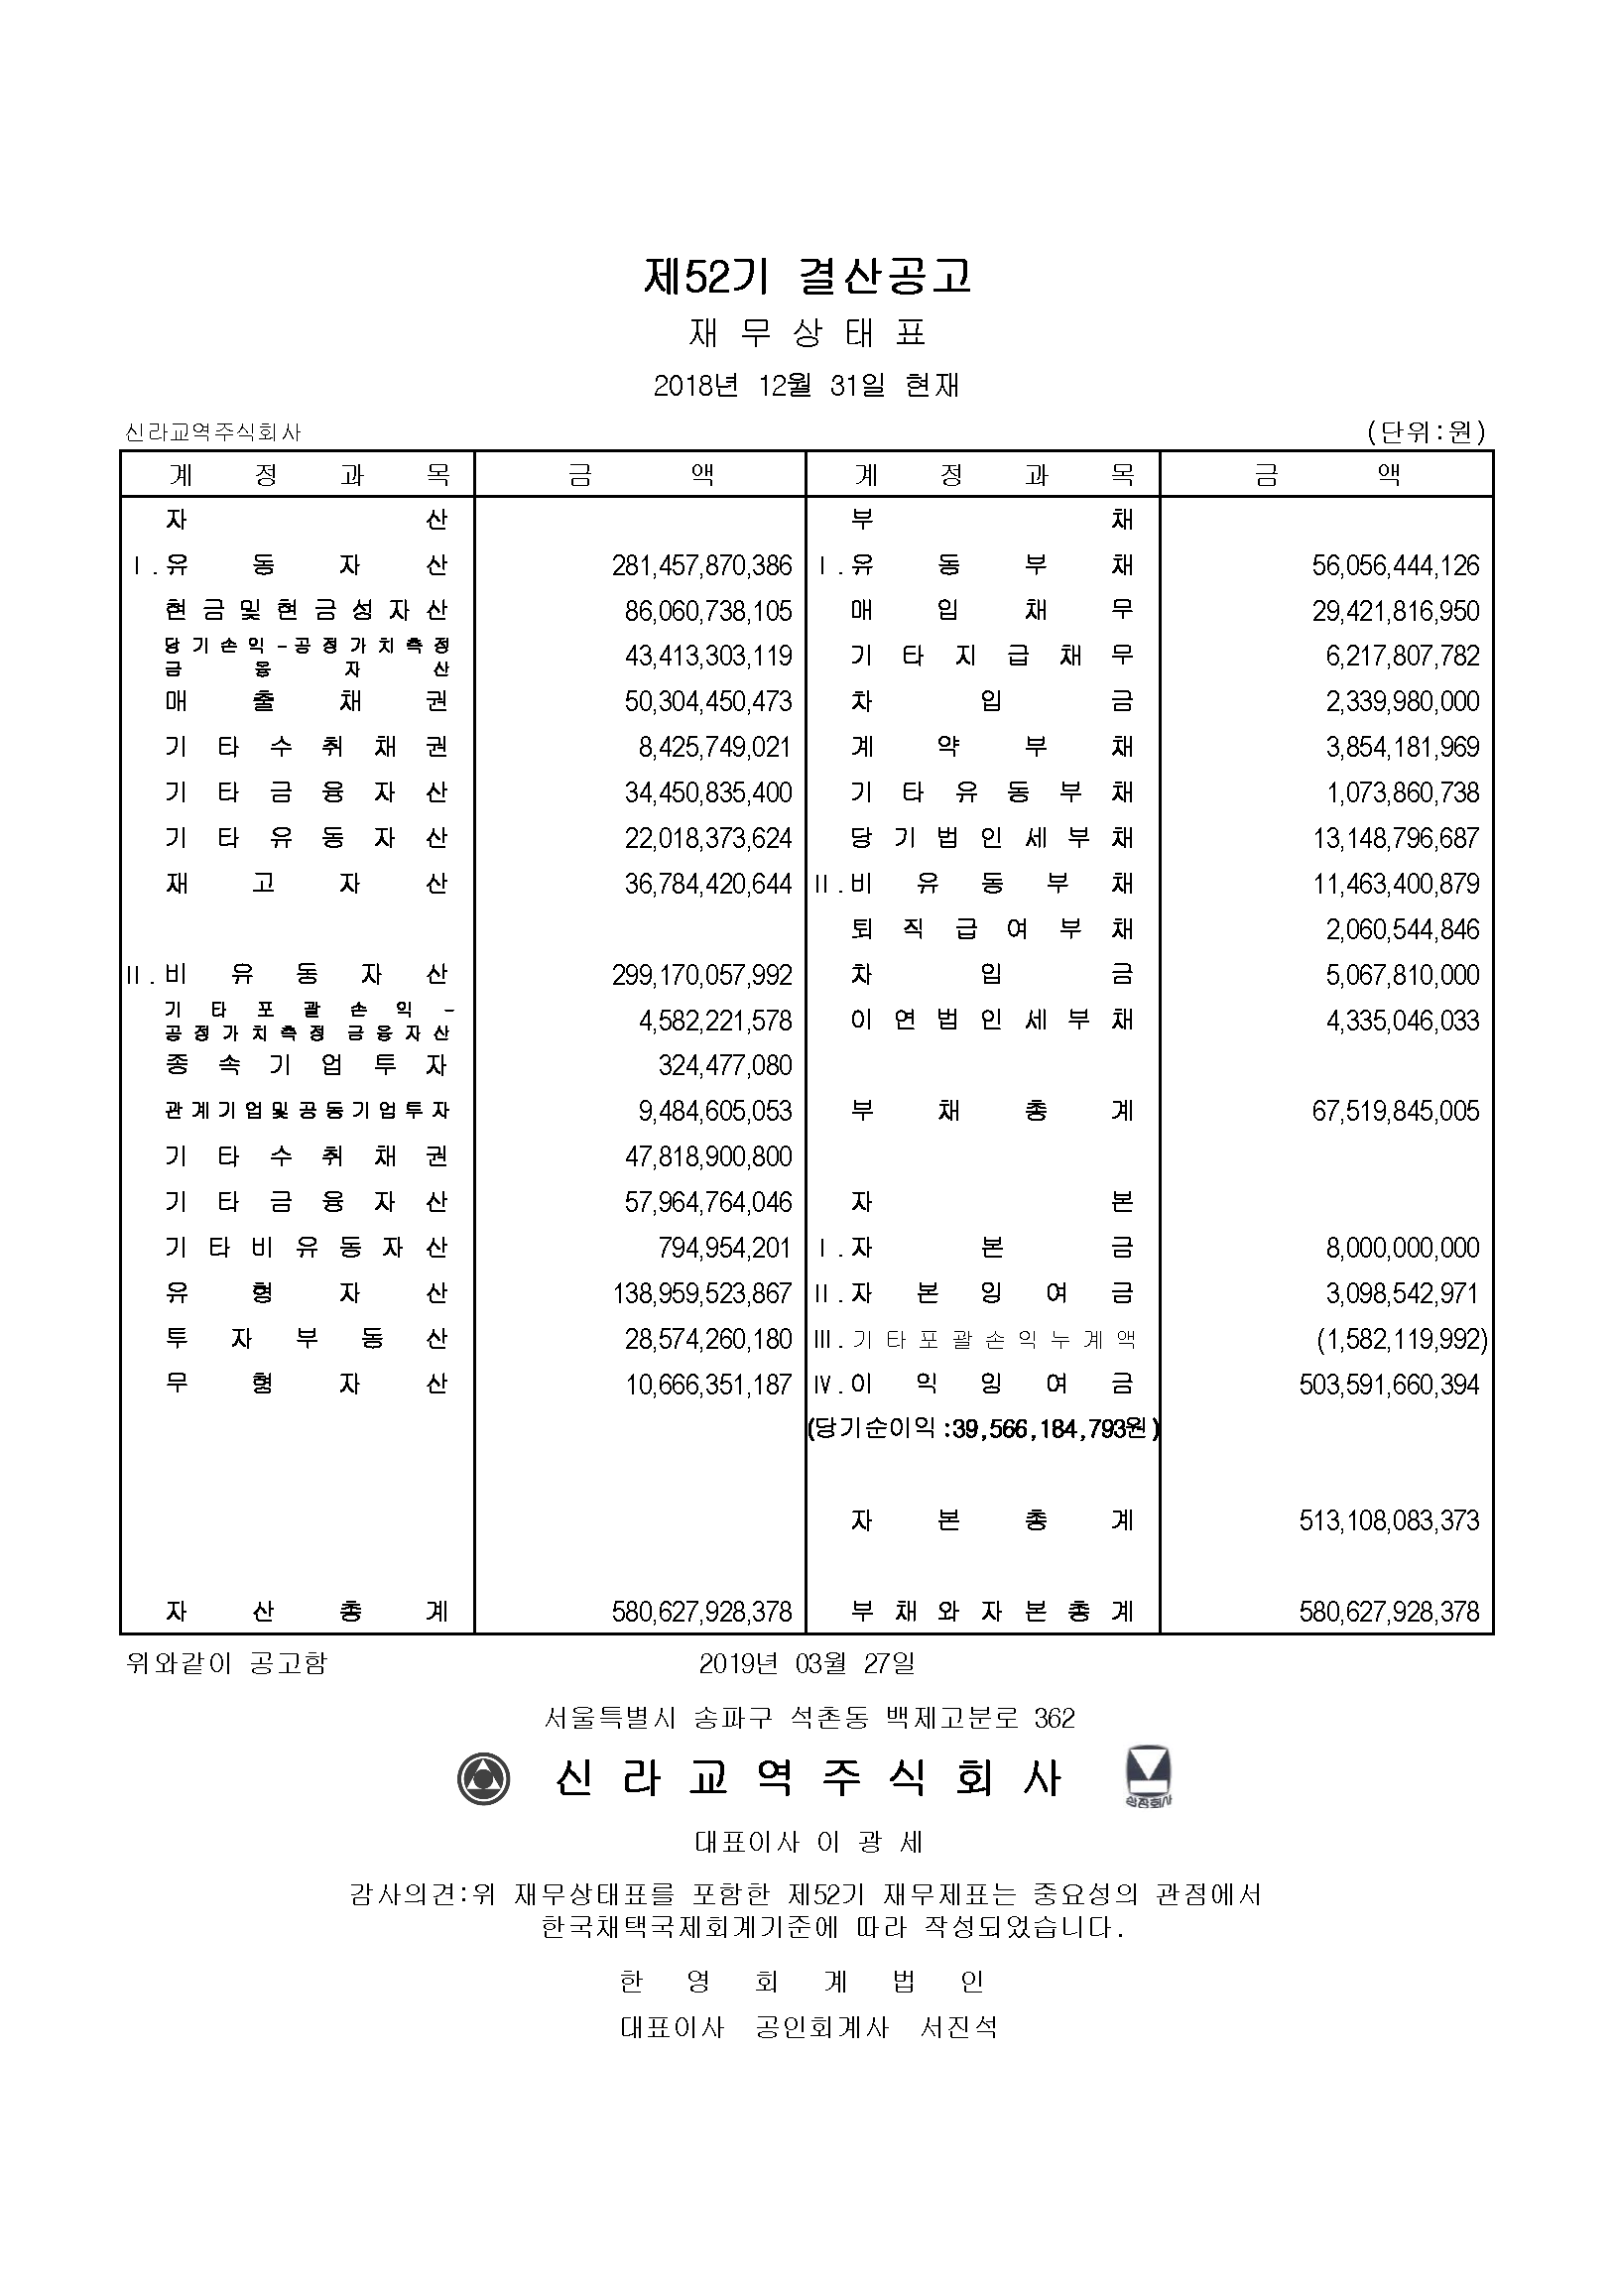 제52기 결산공고
재 무 상 태 표
2018년 12월 31일 현재
신라교역주식회사 (단위:원)
계 정 과 목 금 액 계 정 과 목 금 액
자 산 부 채
Ⅰ.유 동 자 산 281,457,870,386 Ⅰ.유 동 부 채 56,056,444,126
현 금 및 현 금 성 자 산 86,060,738,105 매 입 채 무 29,421,816,950
당 기 손 익 - 공 정 가 치 측 정
금 융 자 산 43,413,303,119 기 타 지 급 채 무 6,217,807,782
매 출 채 권 50,304,450,473 차 입 금 2,339,980,000
기 타 수 취 채 권 8,425,749,021 계 약 부 채 3,854,181,969
기 타 금 융 자 산 34,450,835,400 기 타 유 동 부 채 1,073,860,738
기 타 유 동 자 산 22,018,373,624 당 기 법 인 세 부 채 13,148,796,687
재 고 자 산 36,784,420,644 Ⅱ.비 유 동 부 채 11,463,400,879
퇴 직 급 여 부 채 2,060,544,846
Ⅱ.비 유 동 자 산 299,170,057,992 차 입 금 5,067,810,000
기 타 포 괄 손 익 -
공 정 가 치 측 정 금 융 자 산 4,582,221,578 이 연 법 인 세 부 채 4,335,046,033
종 속 기 업 투 자 324,477,080
관 계 기 업 및 공 동 기 업 투 자 9,484,605,053 부 채 총 계 67,519,845,005
기 타 수 취 채 권 47,818,900,800
기 타 금 융 자 산 57,964,764,046 자 본
기 타 비 유 동 자 산 794,954,201 Ⅰ.자 본 금 8,000,000,000
유 형 자 산 138,959,523,867 Ⅱ.자 본 잉 여 금 3,098,542,971
투 자 부 동 산 28,574,260,180 Ⅲ.기 타 포 괄 손 익 누 계 액 (1,582,119,992)
무 형 자 산 10,666,351,187 Ⅳ.이 익 잉 여 금 503,591,660,394
(당기순이익:39,566,184,793원)
자 본 총 계 513,108,083,373
자 산 총 계 580,627,928,378 부 채 와 자 본 총 계 580,627,928,378
위와같이 공고함 2019년 03월 27일
서울특별시 송파구 석촌동 백제고분로 362
신 라 교 역 주 식 회 사 상장회사
대표이사 이 광 세
감사의견:위 재무상태표를 포함한 제52기 재무제표는 중요성의 관점에서
한국채택국제회계기준에 따라 작성되었습니다.
한 영 회 계 법 인
대표이사 공인회계사 서진석